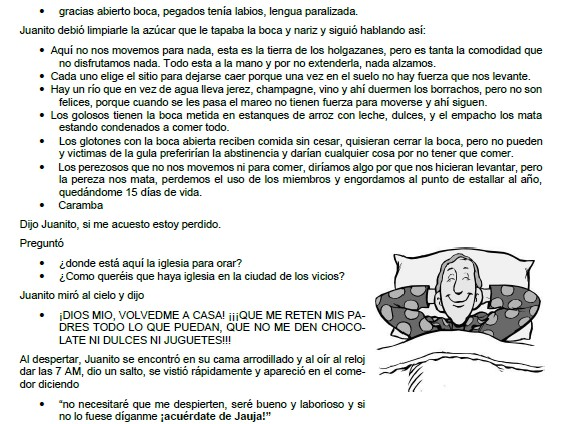 • gracias abierto boca, pegados tenía labios, lengua paralizada.
Juanito debió limpiarle la azúcar que le tapaba la boca y nariz y siguió hablando así:
• Aquí no nos movemos para nada, esta es la tierra de los holgazanes, pero es tanta la comodidad que
no disfrutamos nada. Todo esta a la mano y por no extenderla, nada alzamos.
• Cada uno elige el sitio para dejarse caer porque una vez en el suelo no hay fuerza que nos levante.
• Hay un río que en vez de agua lleva jerez, champagne, vino y ahí duermen los borrachos, pero no son
felices, porque cuando se les pasa el mareo no tienen fuerza para moverse y ahí siguen.
• Los golosos tienen la boca metida en estanques de arroz con leche, dulces, y el empacho los mata
estando condenados a comer todo.
• Los glotones con la boca abierta reciben comida sin cesar, quisieran cerrar la boca, pero no pueden
y victimas de la gula preferirían la abstinencia y darían cualquier cosa por no tener que comer.
• Los perezosos que no nos movemos ni para comer, diríamos algo por que nos hicieran levantar, pero
la pereza nos mata, perdemos el uso de los miembros y engordamos al punto de estallar al año,
quedándome 15 días de vida.
• Caramba
Dijo Juanito, si me acuesto estoy perdido.
Preguntó
• ¿donde está aquí la iglesia para orar?
• ¿Como queréis que haya iglesia en la ciudad de los vicios?
Juanito miró al cielo y dijo
• ¡DIOS MIO, VOLVEDME A CASA! ¡¡¡QUE ME RETEN MIS PA-
DRES TODO LO QUE PUEDAN, QUE NO ME DEN CHOCO-
LATE NI DULCES NI JUGUETES!!!
Al despertar, Juanito se encontró en su cama arrodillado y al oír al reloj
dar las 7 AM, dio un salto, se vistió rápidamente y apareció en el come-
dor diciendo
• “no necesitaré que me despierten, seré bueno y laborioso y si
no lo fuese díganme ¡acuérdate de Jauja!”